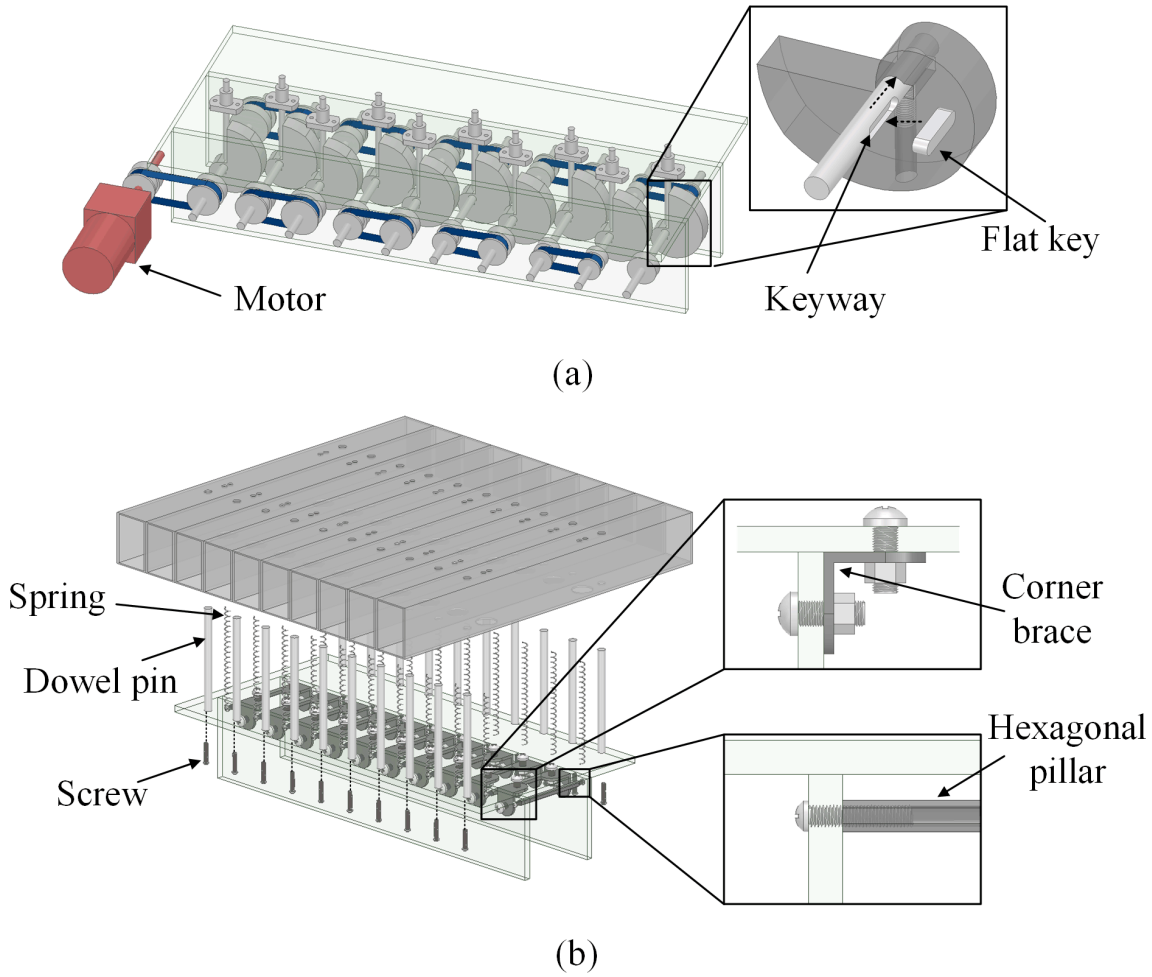 Flat key
Motor
Keyway
(a)
Spring
Dowel pin
Screw
Corner
brace
Hexagonal
pillar
(b)